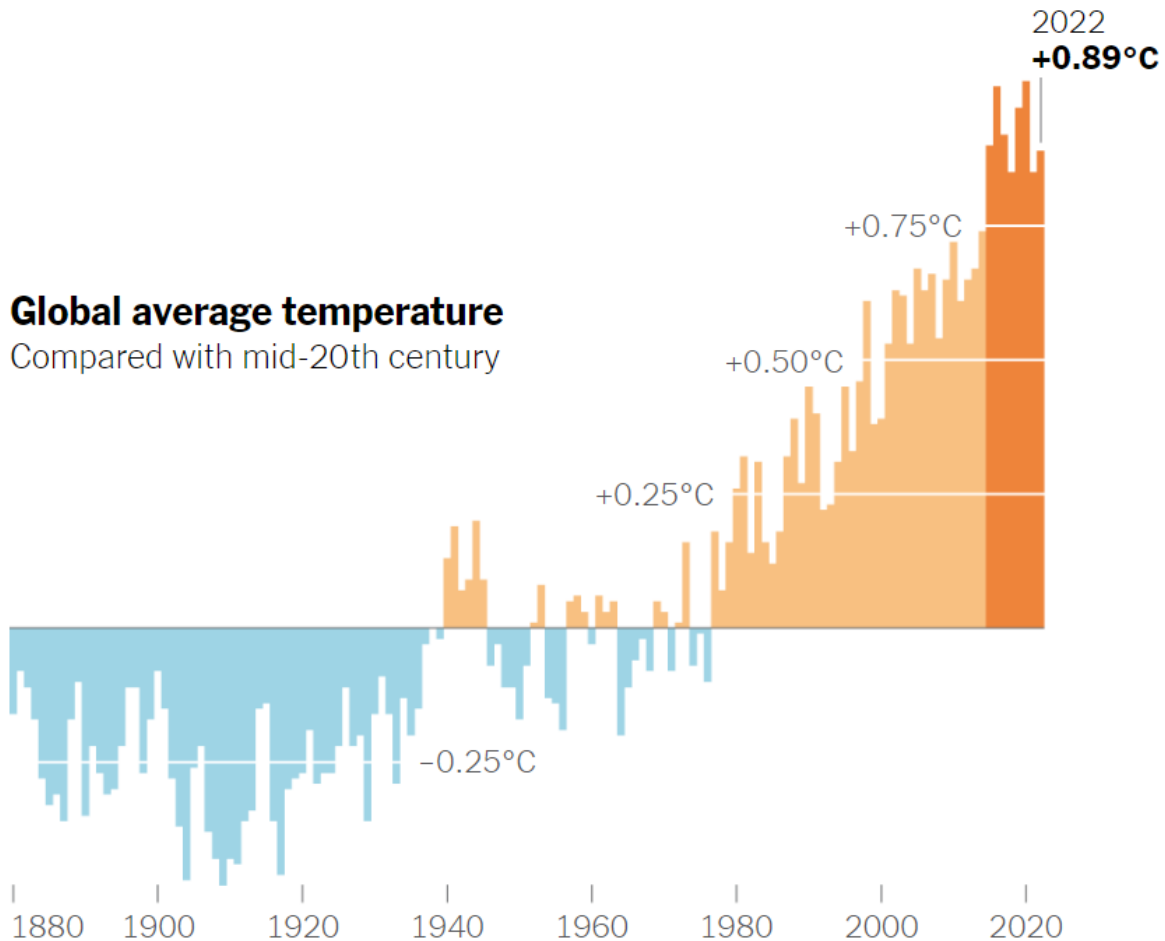 2022
+0.89°C
+0.75°C
Global average temperature
Compared with mid-20th century
+0.50°C
+0.25°C
−0.25°C
1880 1900 1920 1940 1960 1980 2000 2020